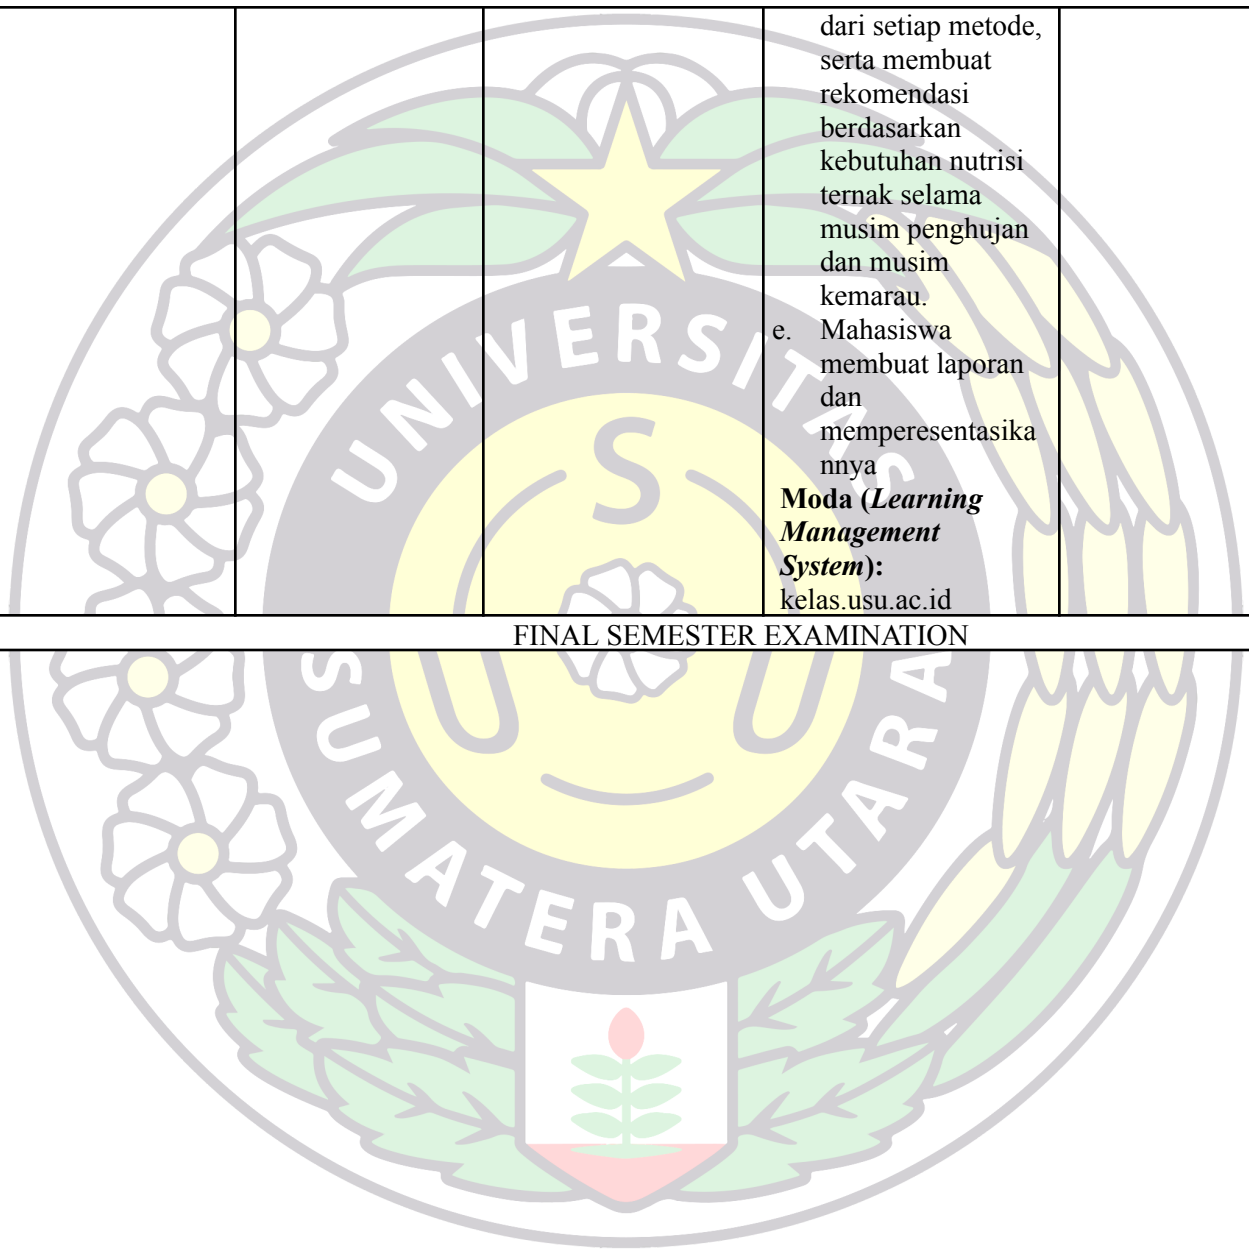 dari setiap metode,
serta membuat
rekomendasi
berdasarkan
kebutuhan nutrisi
ternak selama
musim penghujan
dan musim
kemarau.
e. Mahasiswa
membuat laporan
dan
memperesentasika
nnya
Moda (Learning
Management
System):
kelas.usu.ac.id
FINAL SEMESTER EXAMINATION
UNIVERSITAS
SUMATERA UTARA
S
U U